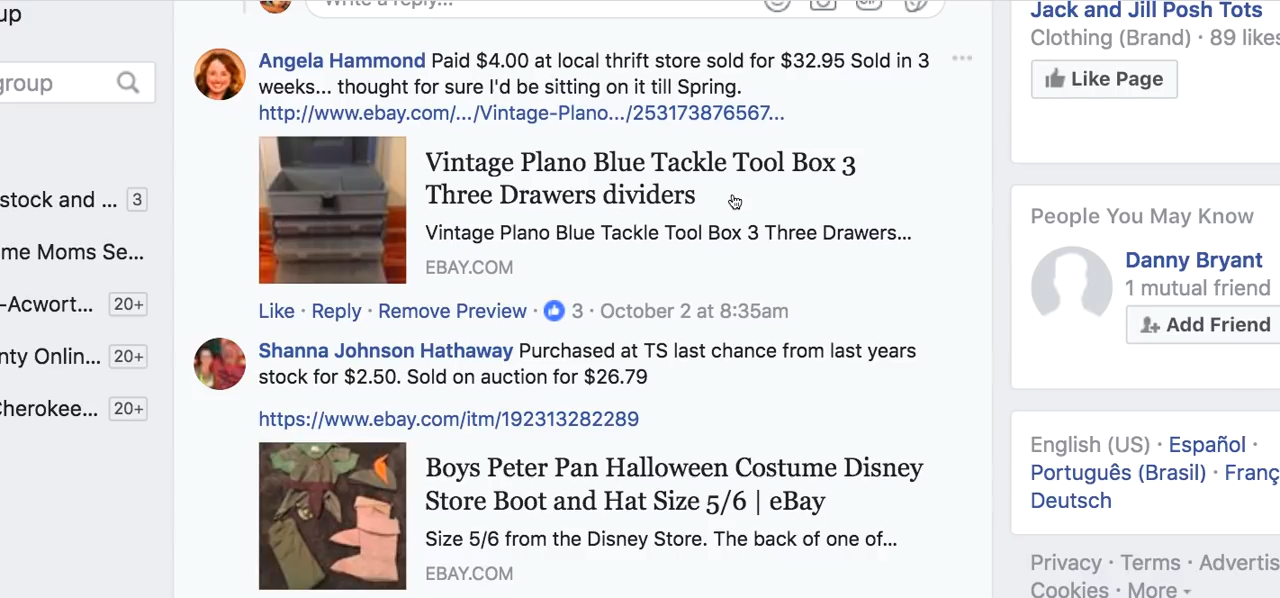 up
group
stock and ... 3
me Moms Se...
-Acwort... 20+
nty Onlin... 20+
Cherokee... 20+
Write a reply...
GIF
Angela Hammond Paid $4.00 at local thrift store sold for $32.95 Sold in 3
weeks... thought for sure I'd be sitting on it till Spring.
http://www.ebay.com/.../Vintage-Plano.../253173876567...
Vintage Plano Blue Tackle Tool Box 3
Three Drawers dividers
Vintage Plano Blue Tackle Tool Box 3 Three Drawers...
EBAY.COM
Like · Reply · Remove Preview · 3 · October 2 at 8:35am
Shanna Johnson Hathaway Purchased at TS last chance from last years
stock for $2.50. Sold on auction for $26.79
https://www.ebay.com/itm/192313282289
Boys Peter Pan Halloween Costume Disney
Store Boot and Hat Size 5/6 | eBay
Size 5/6 from the Disney Store. The back of one of...
EBAY.COM
Jack and Jill Posh Tots
Clothing (Brand) · 89 likes
Like Page
People You May Know
Danny Bryant
1 mutual friend
Add Friend
English (US) · Español ·
Português (Brasil) · Franç
Deutsch
Privacy · Terms · Advertis
Cookies · More